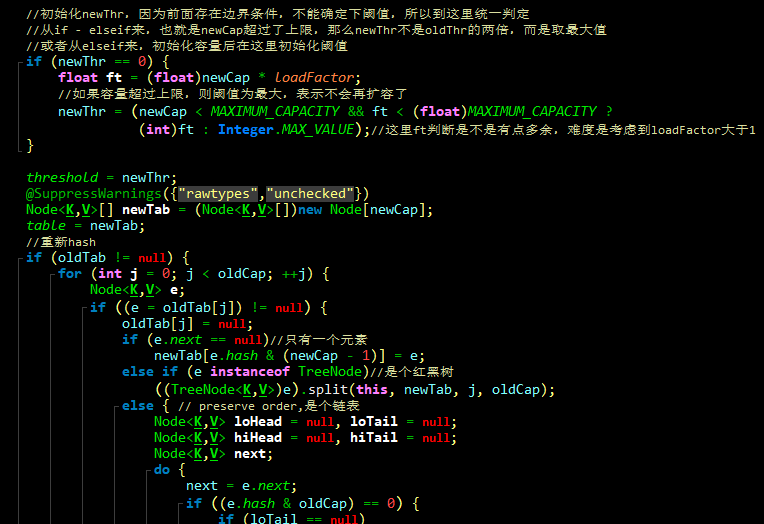 //初始化newThr，因为前面存在边界条件，不能确定下阈值，所以到这里统一判定
//从if - elseif来，也就是newCap超过了上限，那么newThr不是oldThr的两倍，而是取最大值
//或者从elseif来，初始化容量后在这里初始化阈值
if (newThr == 0) {
float ft = (float)newCap * loadFactor;
//如果容量超过上限，则阈值为最大，表示不会再扩容了
newThr = (newCap < MAXIMUM_CAPACITY && ft < (float)MAXIMUM_CAPACITY ?
(int)ft : Integer.MAX_VALUE);//这里ft判断是不是有点多余，难度是考虑到loadFactor大于1
}
threshold = newThr;
@SuppressWarnings({"rawtypes","unchecked"})
Node<K,V>[] newTab = (Node<K,V>[])new Node[newCap];
table = newTab;
//重新hash
if (oldTab != null) {
for (int j = 0; j < oldCap; ++j) {
Node<K,V> e;
if ((e = oldTab[j]) != null) {
oldTab[j] = null;
if (e.next == null)//只有一个元素
newTab[e.hash & (newCap - 1)] = e;
else if (e instanceof TreeNode)//是个红黑树
((TreeNode<K,V>)e).split(this, newTab, j, oldCap);
else { // preserve order,是个链表
Node<K,V> loHead = null, loTail = null;
Node<K,V> hiHead = null, hiTail = null;
Node<K,V> next;
do {
next = e.next;
if ((e.hash & oldCap) == 0) {
if (loTail == null)